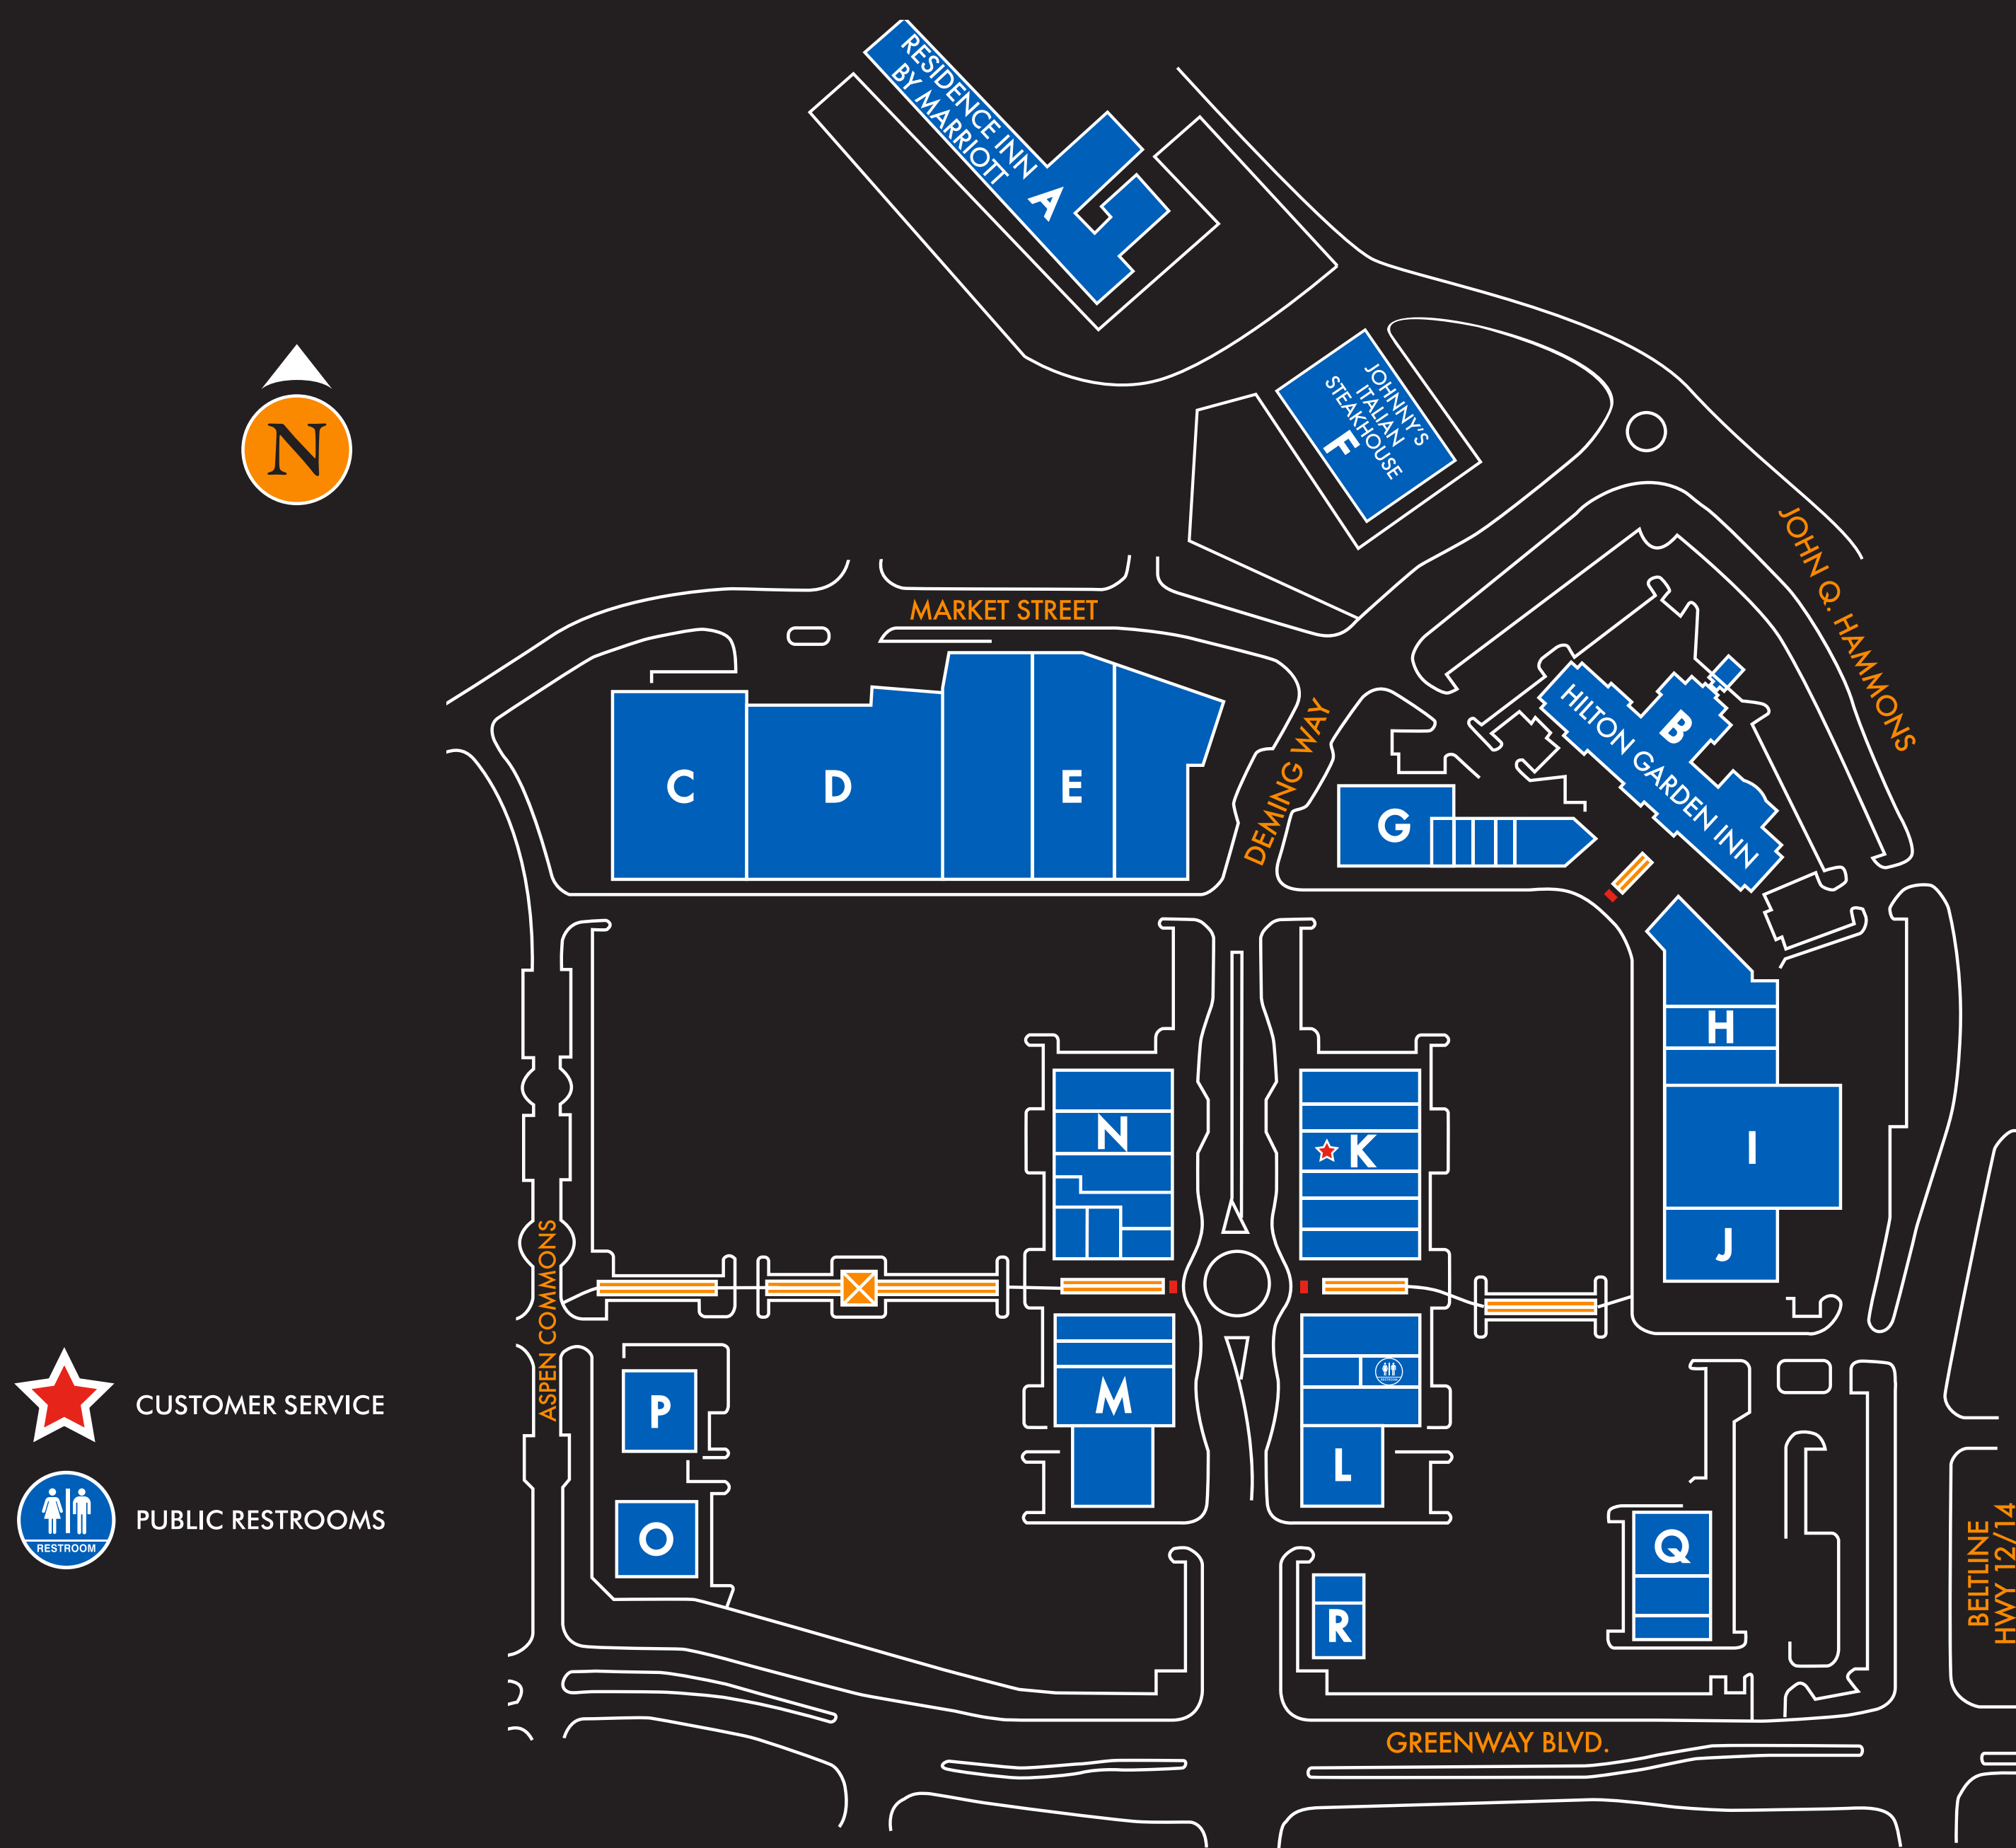 RESIDENCE INN
BY MARRIOTT
A
JOHNNY'S
ITALIAN
STEAKHOUSE
F
N
JOHN Q. HAMMONS
MARKET STREET
B
HILTON GARDEN INN
DEMING WAY
C
D
E
G
H
N
K
I
J
ASPEN COMMONS
P
M
CUSTOMER SERVICE
L
PUBLIC RESTROOMS
RESTROOM
O
Q
BELTLINE
HWY 12/14
R
GREENWAY BLVD.